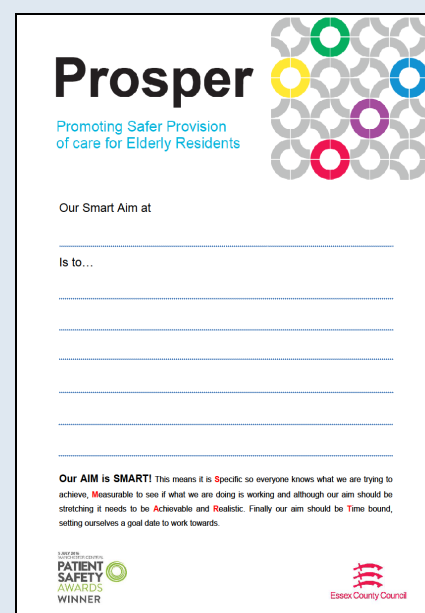 Prosper
Promoting Safer Provision
of care for Elderly Residents
Our Smart Aim at
Is to…
Our AIM is SMART! This means it is Specific so everyone knows what we are trying to
achieve, Measurable to see if what we are doing is working and although our aim should be
stretching it needs to be Achievable and Realistic. Finally our aim should be Time bound,
setting ourselves a goal date to work towards.
PATIENT
SAFETY
AWARDS
WINNER
Essex County Council